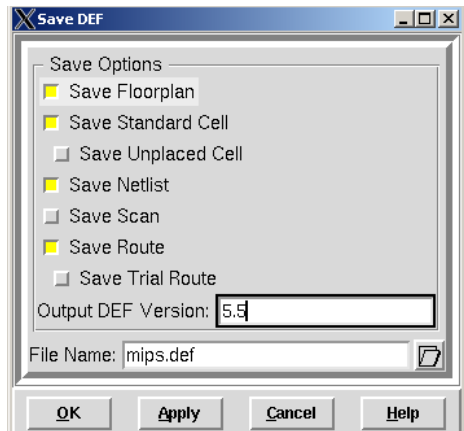 Save DEF
Save Options
Save Floorplan
Save Standard Cell
Save Unplaced Cell
Save Netlist
Save Scan
Save Route
Save Trial Route
Output DEF Version: 5.5
File Name: mips.def
OK Apply Cancel Help